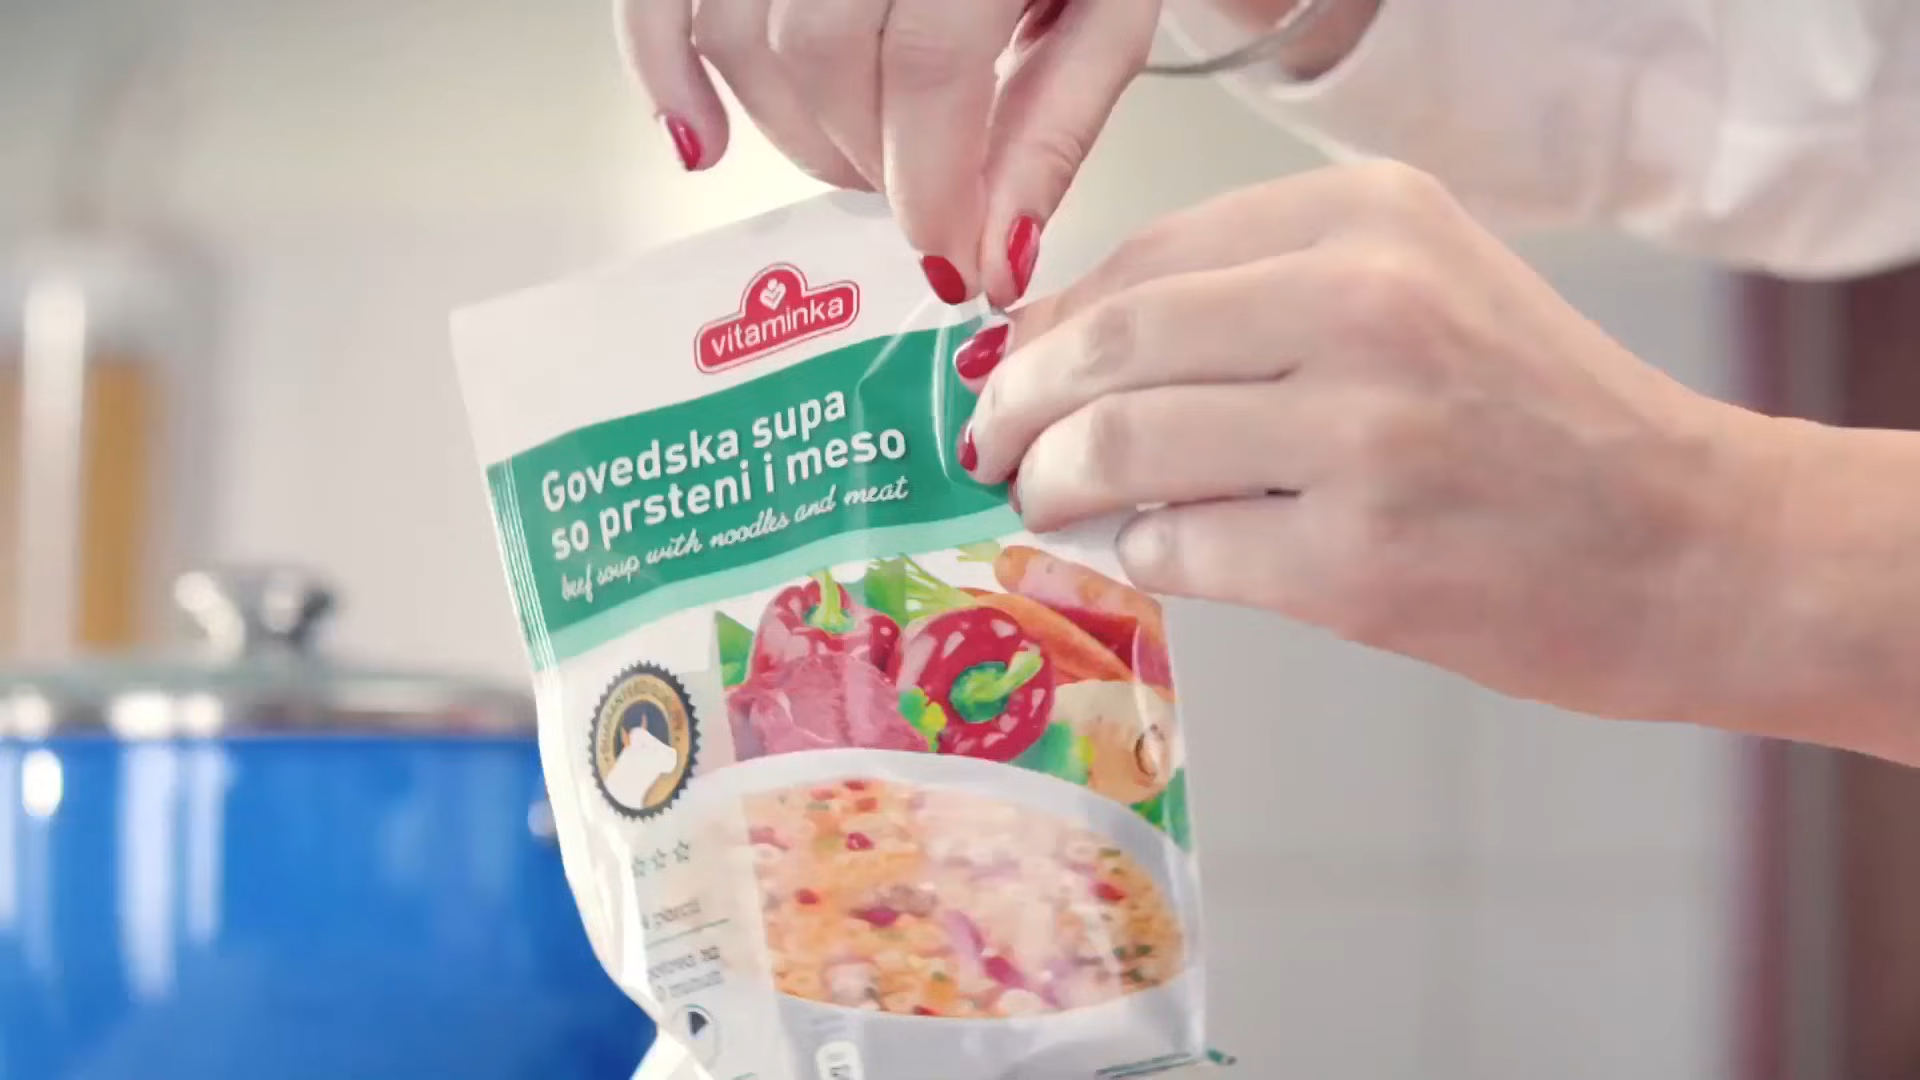 vitaminka
Govedska supa
so prsteni i meso
beef soup with noodles and meat